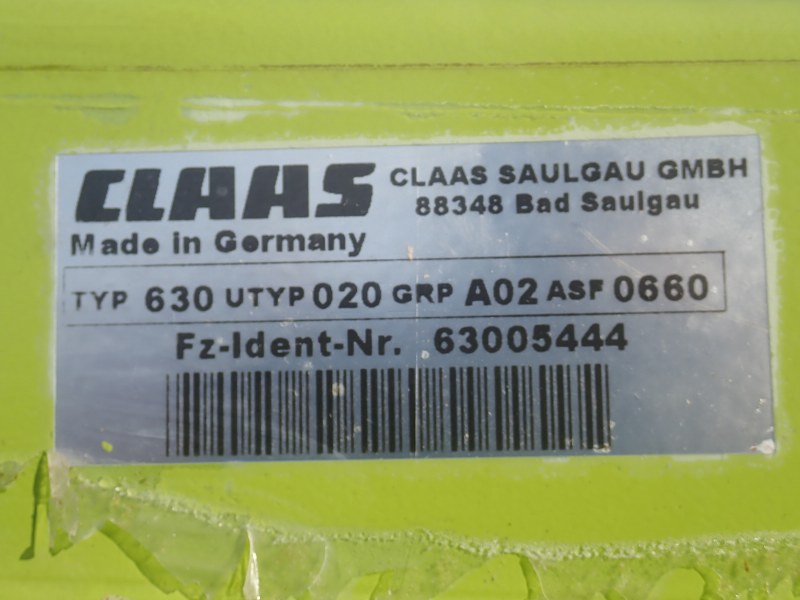 CLAAS
CLAAS SAULGAU GMBH
88348 Bad Saulgau
Made in Germany
TYP 630 UTYP 020 GRP A02 ASF 0660
Fz-Ident-Nr. 63005444